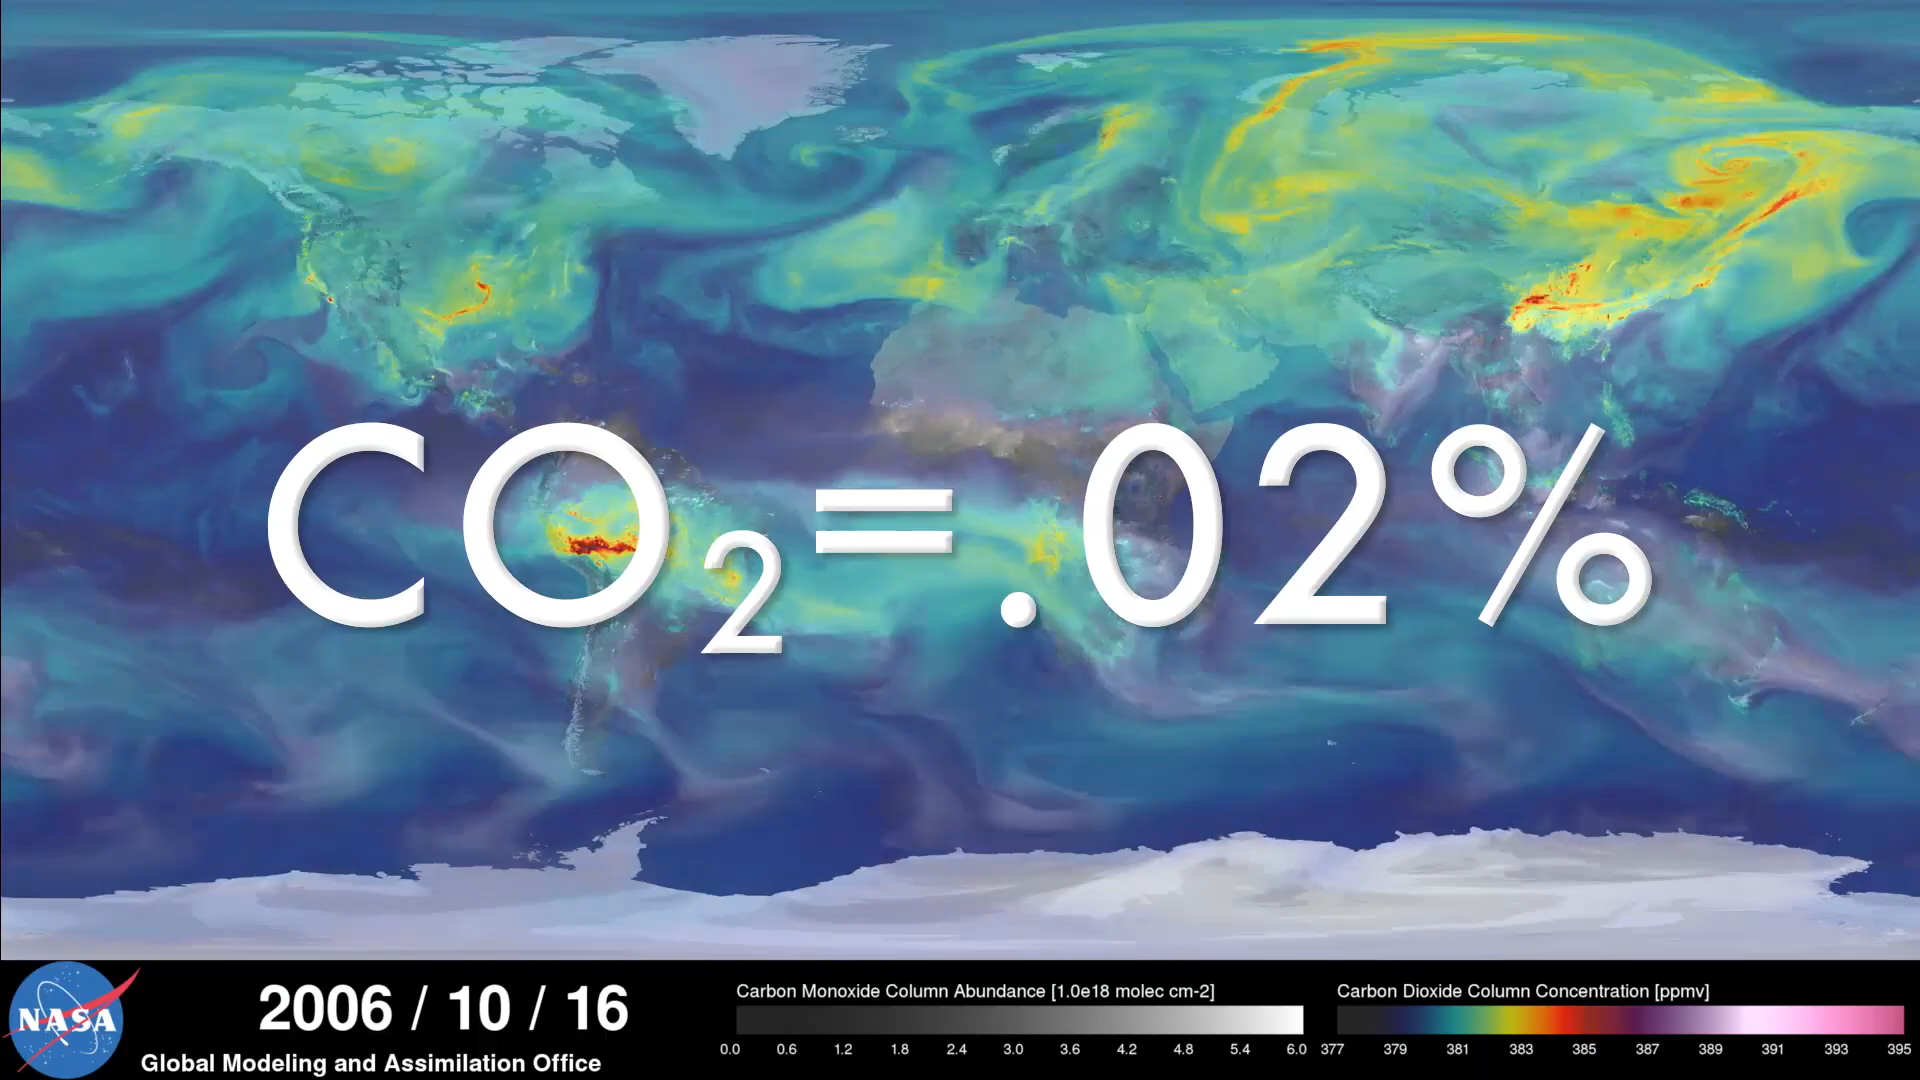 CO₂=.02%
NASA
2006 / 10 / 16
Global Modeling and Assimilation Office
Carbon Monoxide Column Abundance [1.0e18 molec cm-2]
0.0 0.6 1.2 1.8 2.4 3.0 3.6 4.2 4.8 5.4 6.0
Carbon Dioxide Column Concentration [ppmv]
377 379 381 383 385 387 389 391 393 395